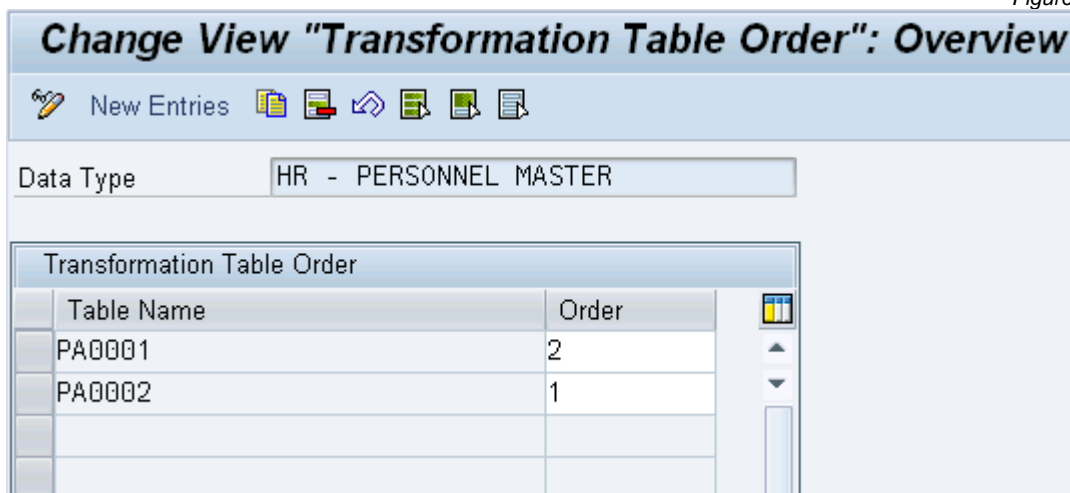 Figure
Change View "Transformation Table Order": Overview
New Entries
Data Type HR - PERSONNEL MASTER
Transformation Table Order
Table Name Order
PA0001 2
PA0002 1